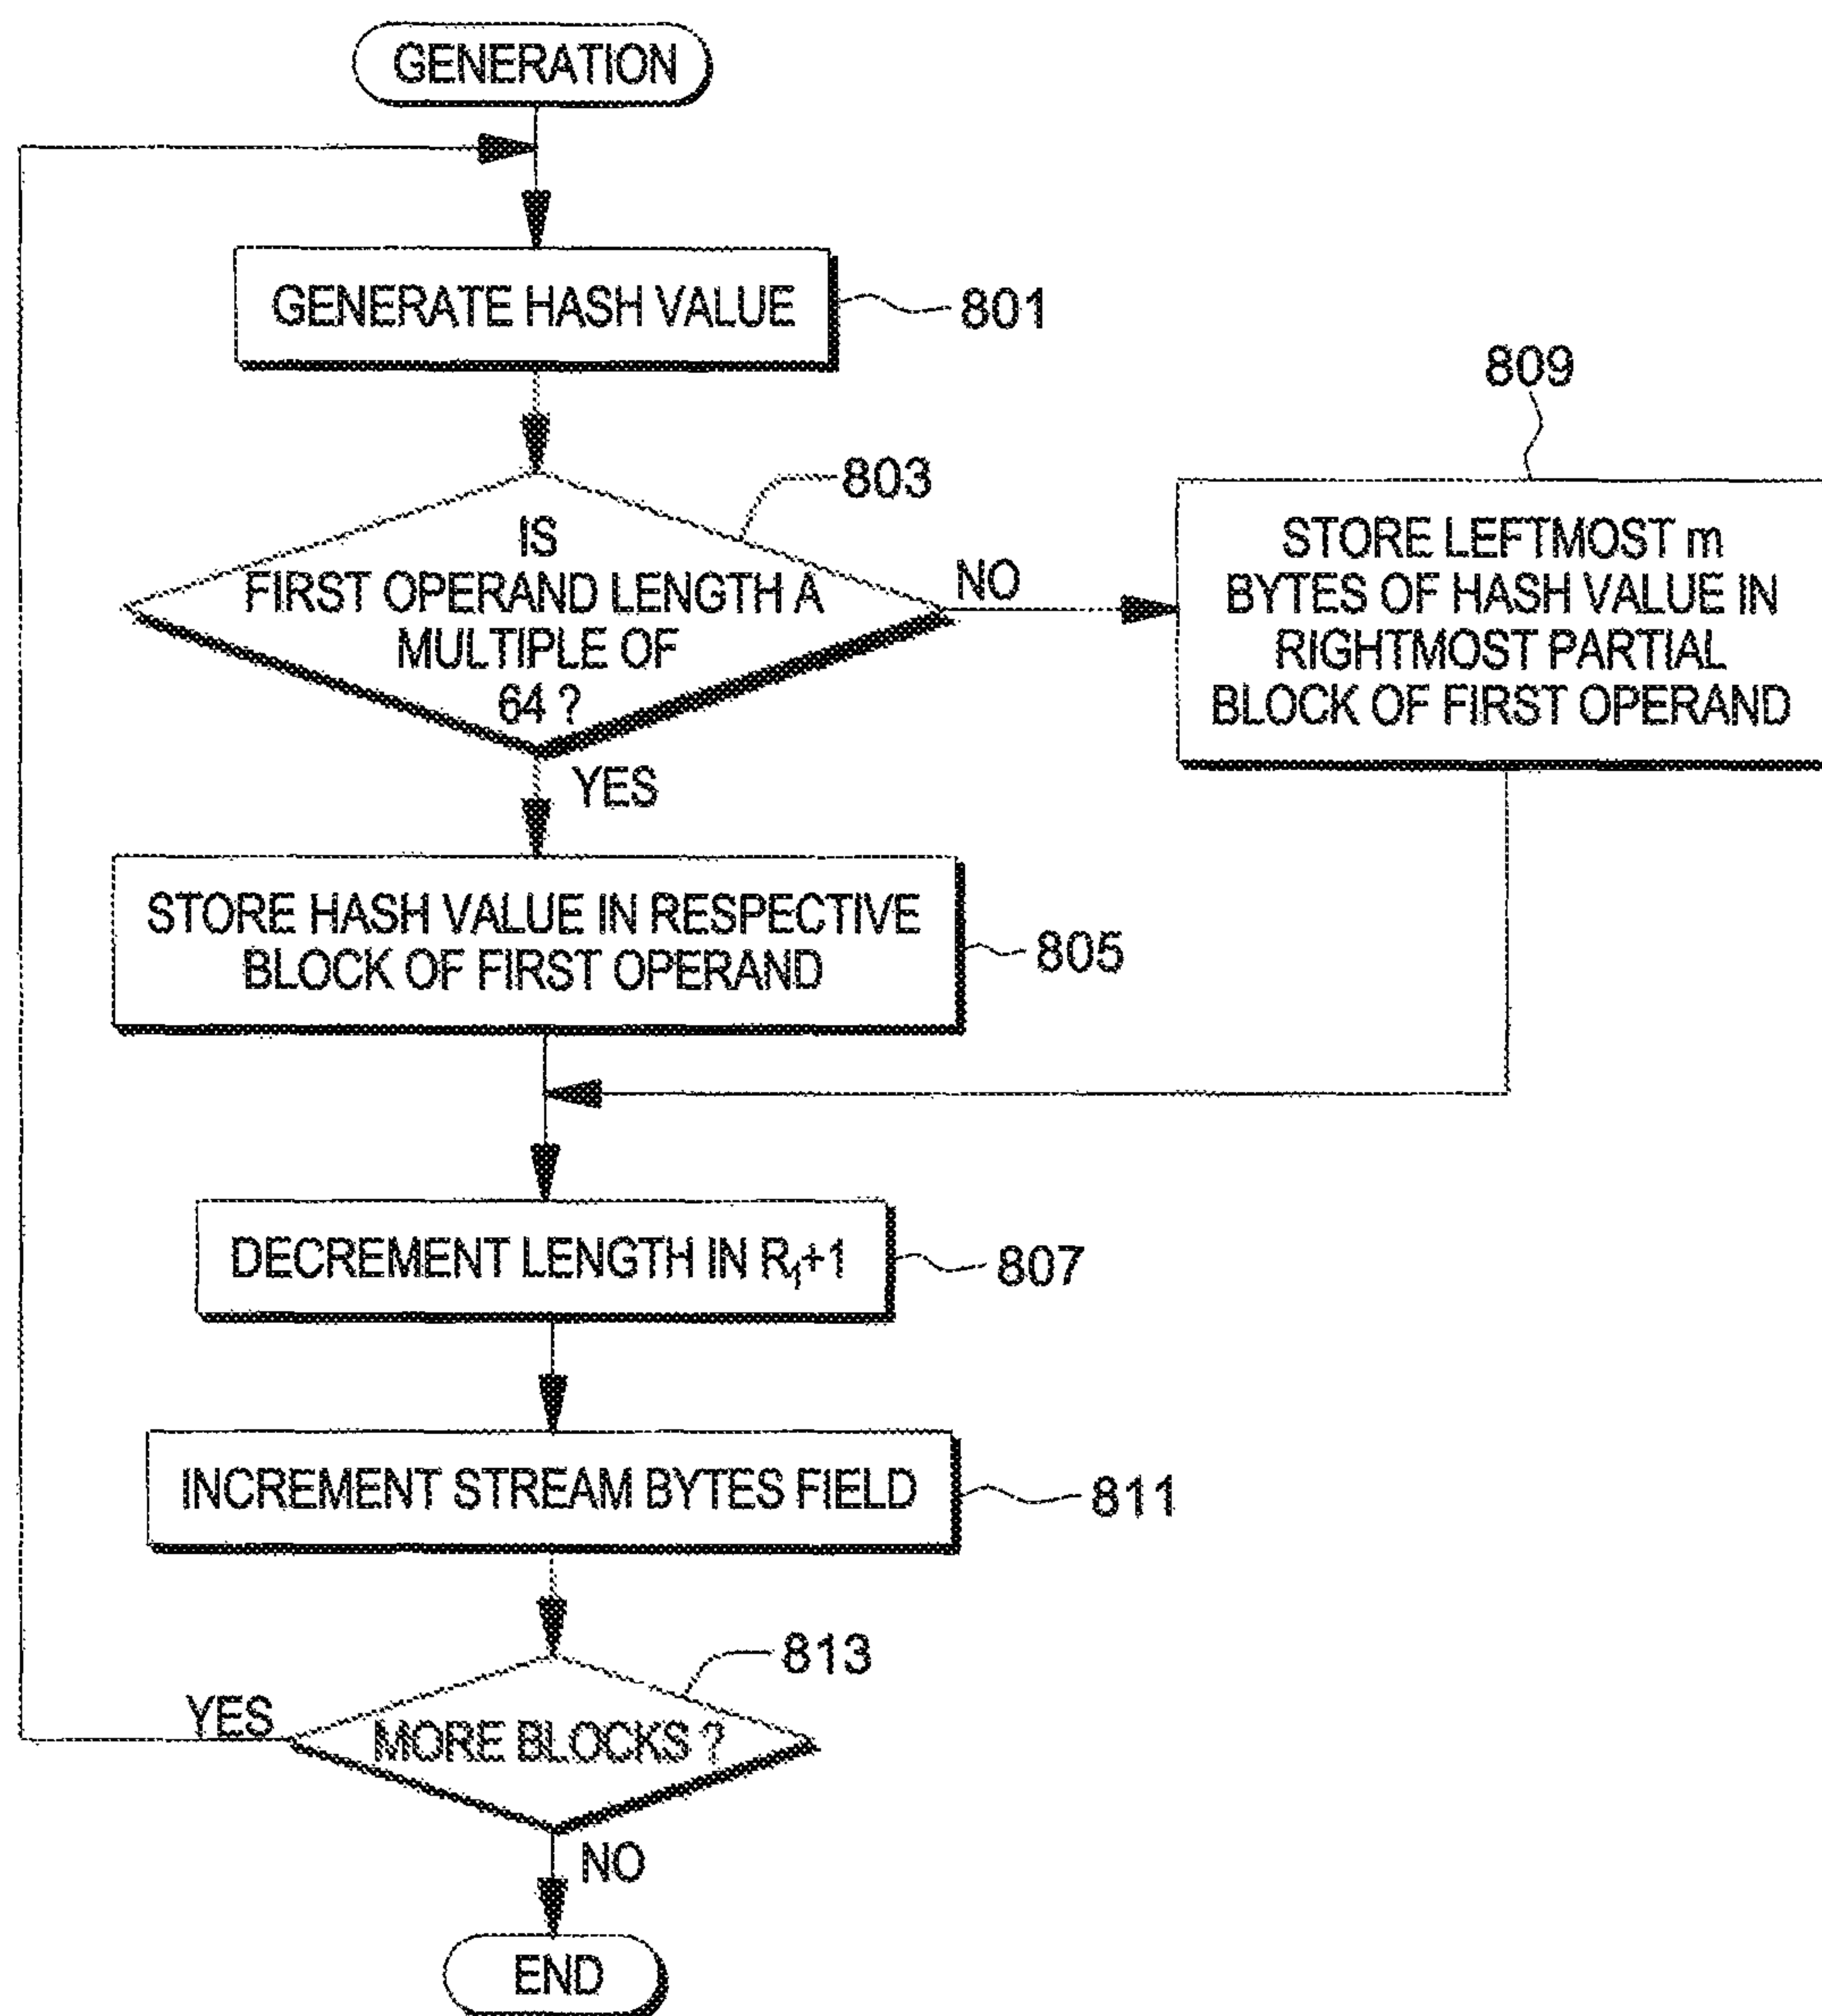 GENERATION
GENERATE HASH VALUE
801
803
IS
FIRST OPERAND LENGTH A
MULTIPLE OF
64 ?
NO
809
STORE LEFTMOST m
BYTES OF HASH VALUE IN
RIGHTMOST PARTIAL
BLOCK OF FIRST OPERAND
YES
STORE HASH VALUE IN RESPECTIVE
BLOCK OF FIRST OPERAND
805
DECREMENT LENGTH IN R₁+1
807
INCREMENT STREAM BYTES FIELD
811
813
YES
MORE BLOCKS ?
NO
END